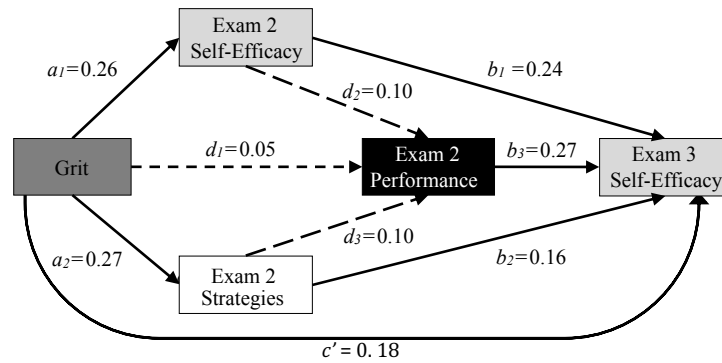 Exam 2
Self-Efficacy
a₁=0.26
b₁ =0.24
d₂=0.10
d₁=0.05
Grit
Exam 2
Performance
b₃=0.27
Exam 3
Self-Efficacy
a₂=0.27
d₃=0.10
b₂=0.16
Exam 2
Strategies
c’ = 0. 18